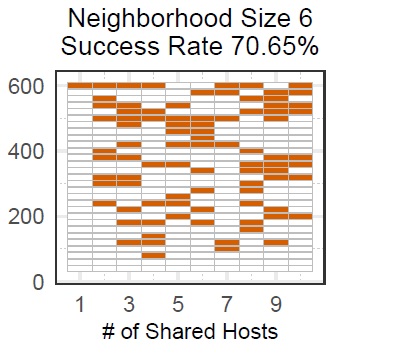 Neighborhood Size 6
Success Rate 70.65%
600
400
200
0
1 3 5 7 9
# of Shared Hosts